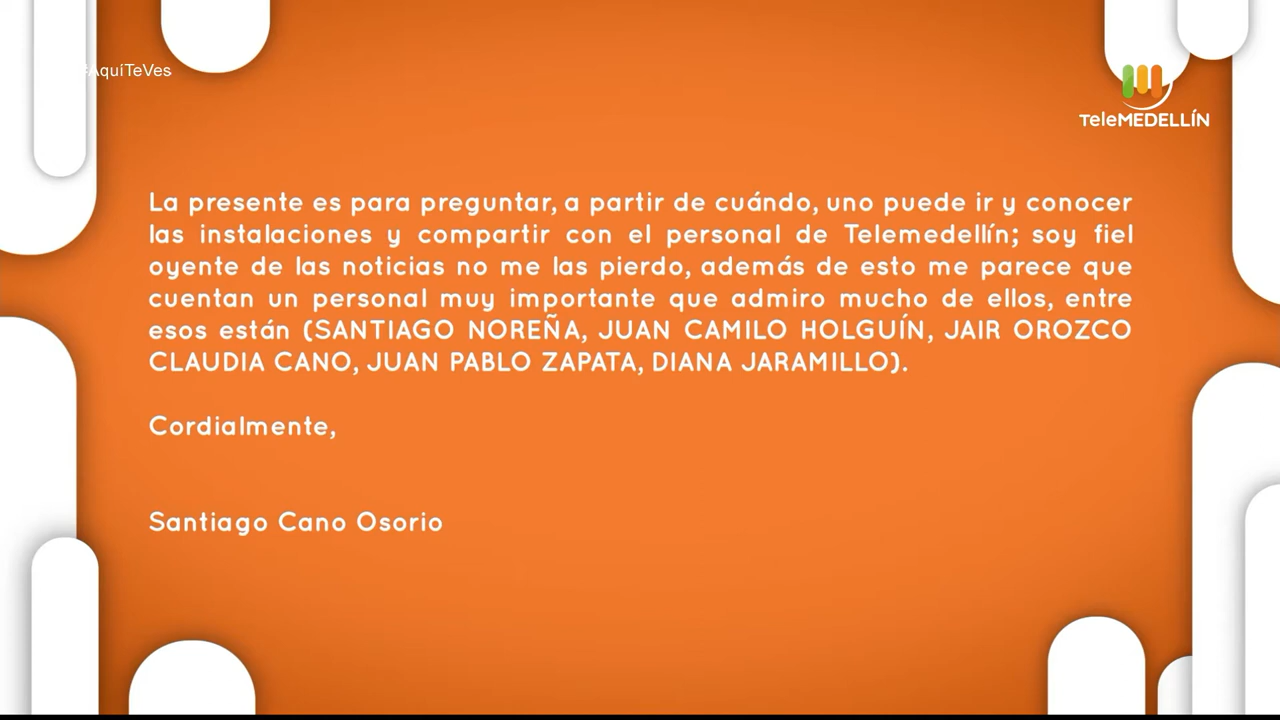 #AquíTeVes
TeleMEDELLÍN
La presente es para preguntar, a partir de cuándo, uno puede ir y conocer
las instalaciones y compartir con el personal de Telemedellín; soy fiel
oyente de las noticias no me las pierdo, además de esto me parece que
cuentan un personal muy importante que admiro mucho de ellos, entre
esos están (SANTIAGO NOREÑA, JUAN CAMILO HOLGUÍN, JAIR OROZCO
CLAUDIA CANO, JUAN PABLO ZAPATA, DIANA JARAMILLO).
Cordialmente,
Santiago Cano Osorio